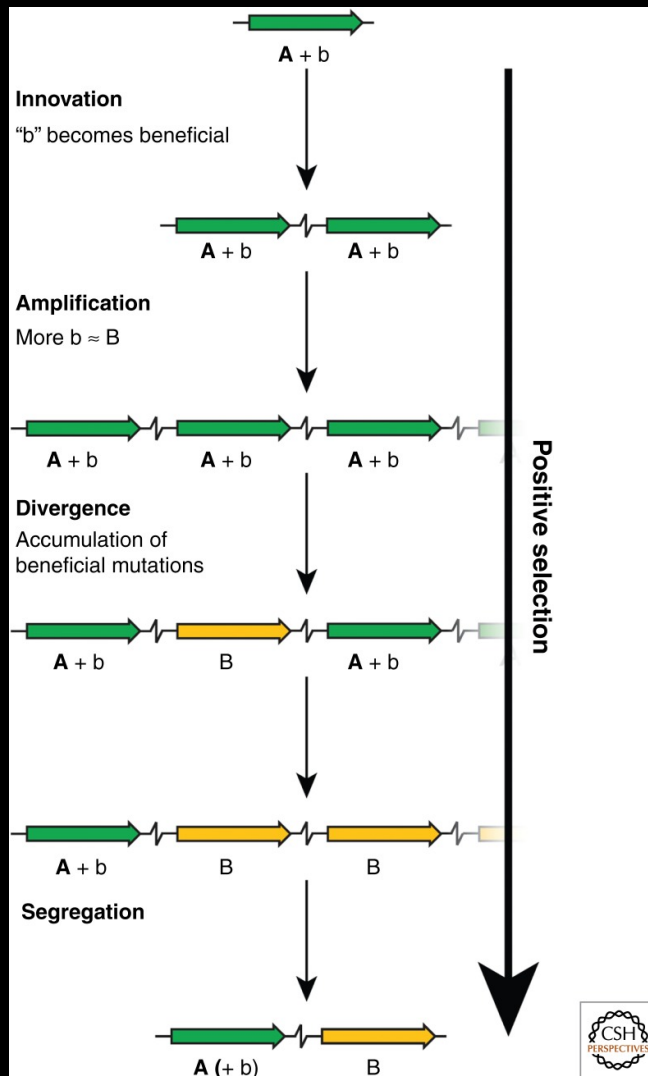 A + b
Innovation
“b” becomes beneficial
A + b A + b
Amplification
More b ≈ B
A + b A + b A + b
Divergence
Accumulation of
beneficial mutations
A + b B A + b
A + b B B
Segregation
A (+ b) B
Positive selection
CSH
PERSPECTIVES